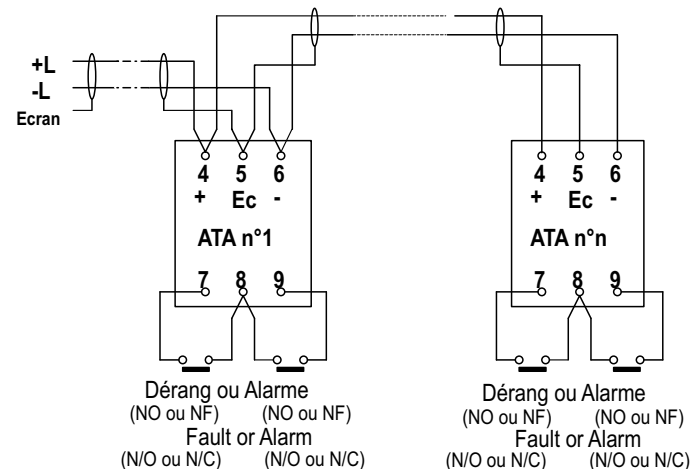 +L
-L
Ecran
4 5 6
+ Ec -
ATA n°1
7 8 9
Dérang ou Alarme
(NO ou NF) (NO ou NF)
Fault or Alarm
(N/O ou N/C) (N/O ou N/C)
4 5 6
+ Ec -
ATA n°n
7 8 9
Dérang ou Alarme
(NO ou NF) (NO ou NF)
Fault or Alarm
(N/O ou N/C) (N/O ou N/C)